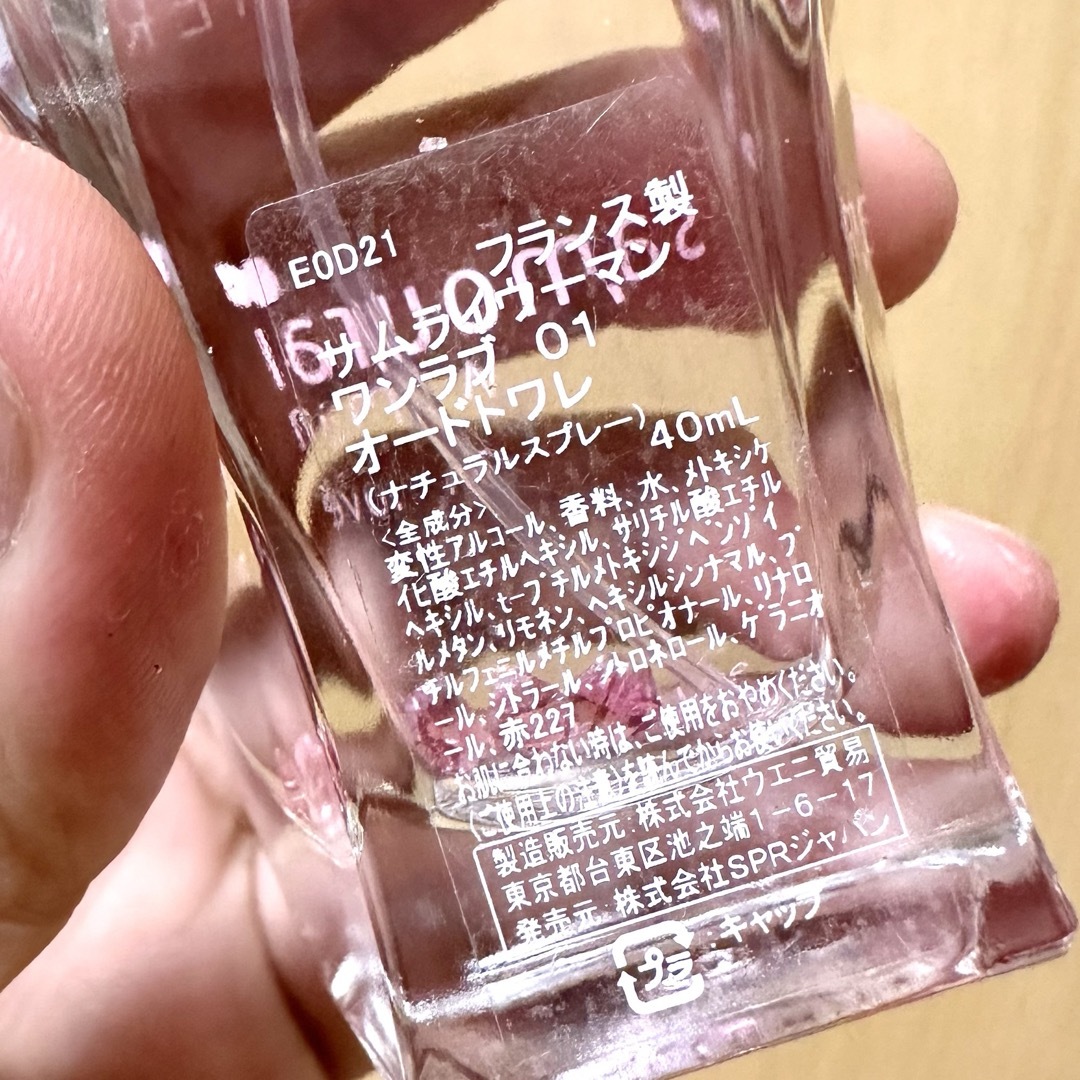 E0D21 フランス製
サムライウーマン
ワンラブ 01
オードトワレ
(ナチュラルスプレー) 40mL
<全成分>
変性アルコール、香料、水、メトキシケ
イヒ酸エチルヘキシル、サリチル酸エチル
ヘキシル、t-ブチルメトキシジベンゾイ
ルメタン、リモネン、ヘキシルシンナマル、ブ
チルフェニルメチルプロピオナール、リナロ
ール、シトラール、シトロネロール、ゲラニオ
ール、赤227
お肌に合わない時は、ご使用をおやめください。
(ご使用上の注意)を読んでからお使いください。
製造販売元:株式会社ウエニ貿易
東京都台東区池之端1-6-17
発売元:株式会社SPRジャパン
プラ :キャップ